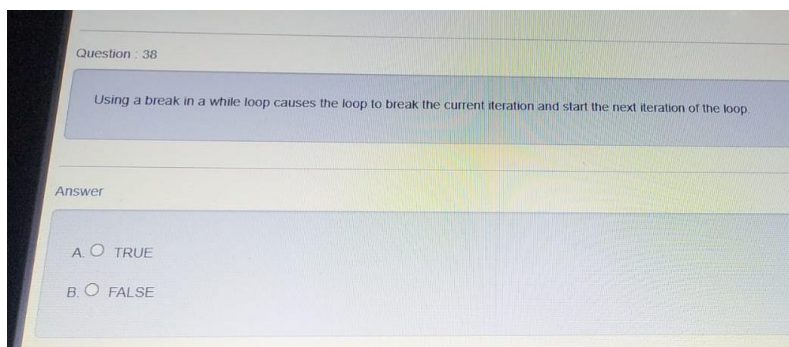 Question : 38
Using a break in a while loop causes the loop to break the current iteration and start the next iteration of the loop.
Answer
A. TRUE
B. FALSE